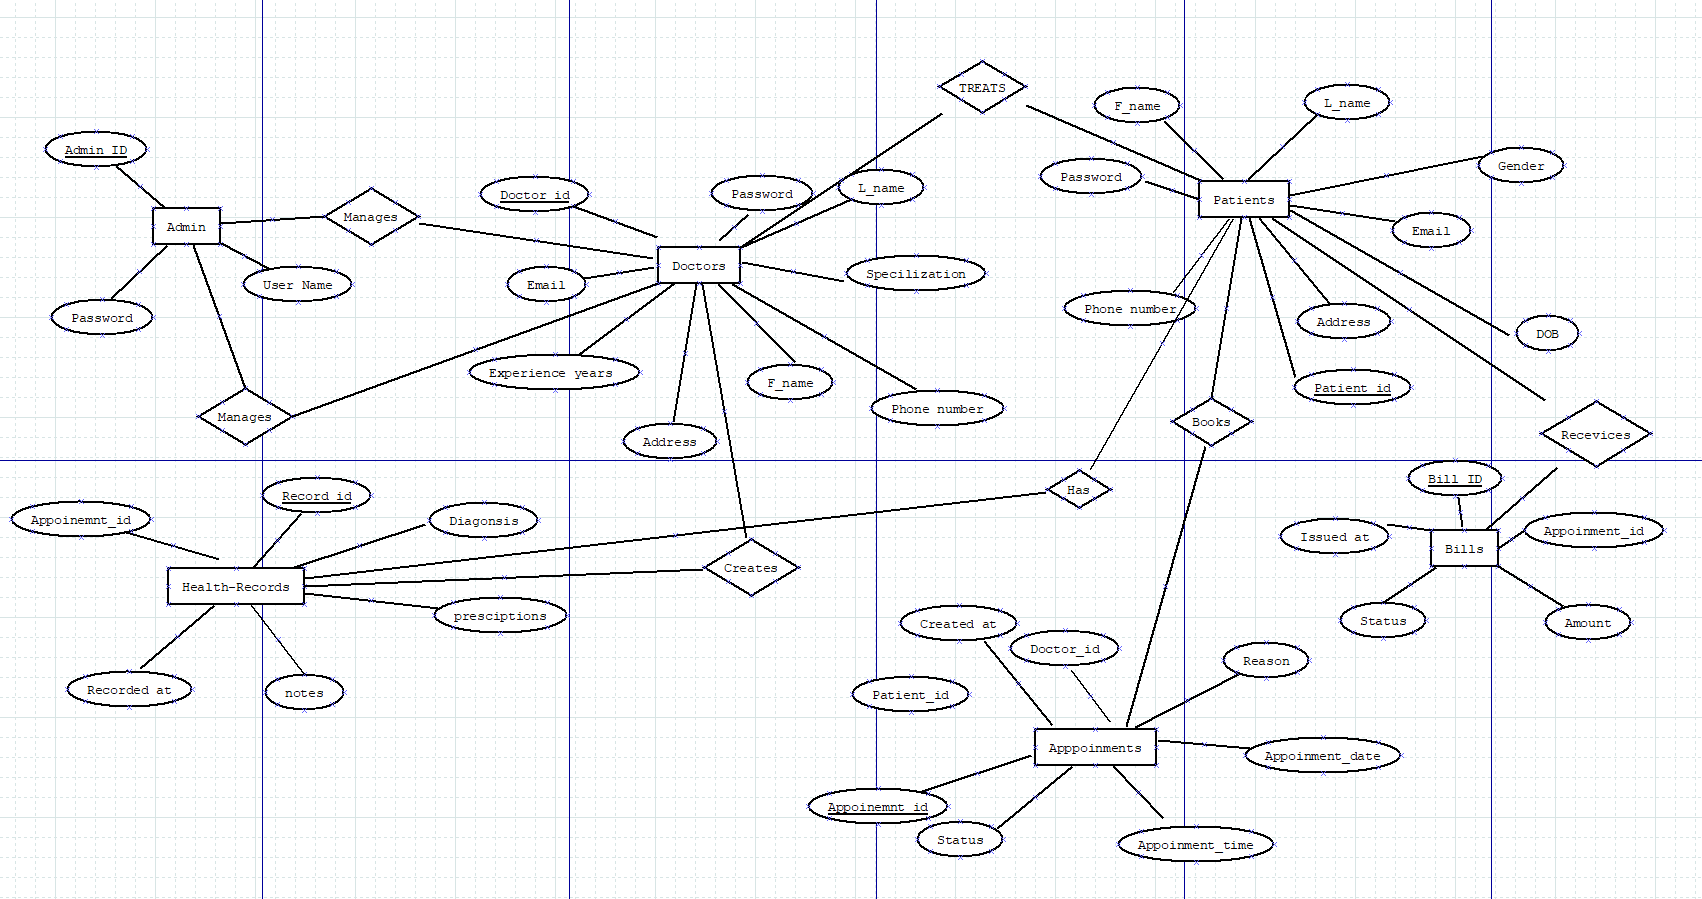 TREATS
F_name
L_name
Admin ID
Gender
Password
Doctor id
Password
L_name
Patients
Manages
Admin
Email
Doctors
Specilization
Email
User Name
Phone number
Password
Address
DOB
Experience years
F_name
Patient id
Phone number
Manages
Books
Recevices
Address
Bill ID
Has
Record id
Appoinemnt_id
Diagonsis
Issued at
Appoinment_id
Bills
Creates
Health-Records
presciptions
Created at
Status
Amount
Doctor_id
Reason
Recorded at
notes
Patient_id
Apppoinments
Appoinment_date
Appoinemnt id
Status
Appoinment_time